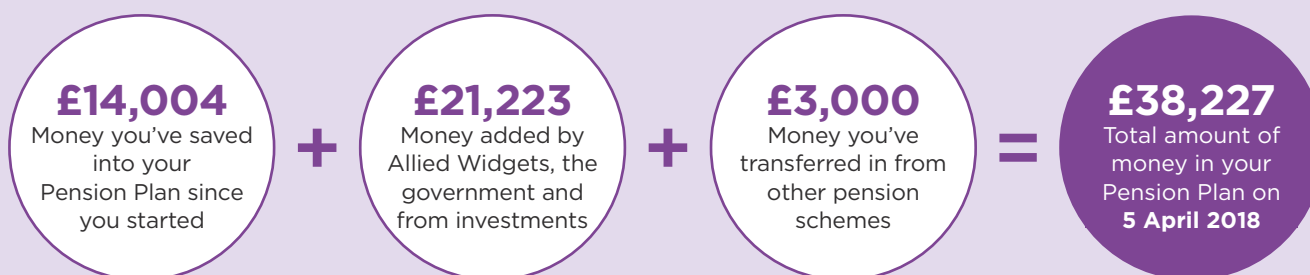 £14,004
Money you've saved
into your
Pension Plan since
you started
+
£21,223
Money added by
Allied Widgets, the
government and
from investments
+
£3,000
Money you've
transferred in from
other pension
schemes
=
£38,227
Total amount of
money in your
Pension Plan on
5 April 2018